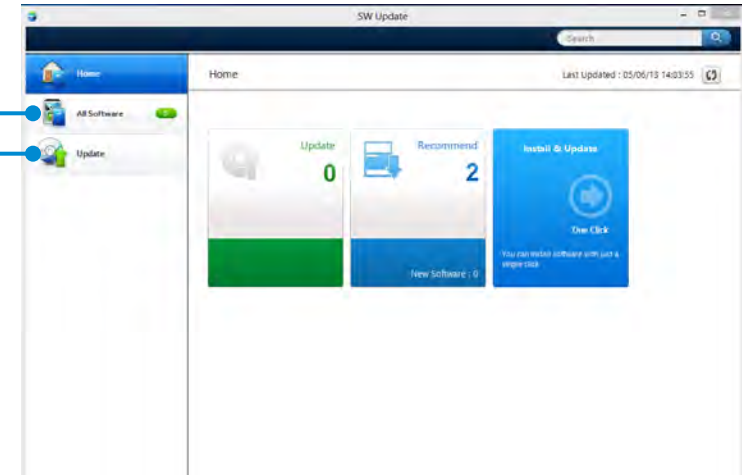 SW Update
Search
Home
Home
Last Updated : 05/06/13 14:03:55
All Software
Update
Update
0
Recommend
2
New Software : 0
Install & Update
One Click
You can install software with just a
single click